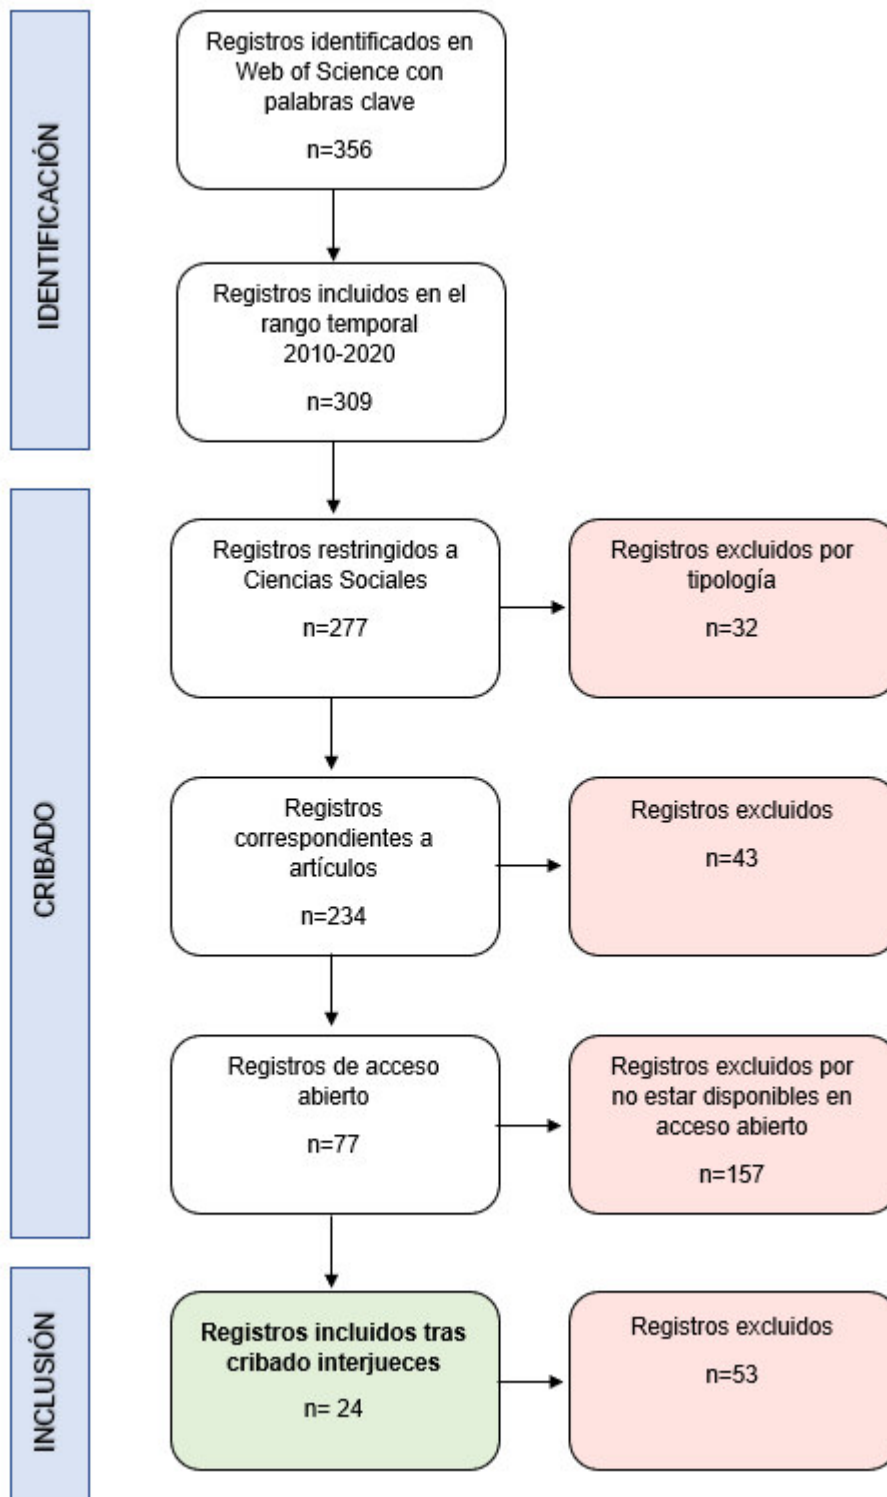 IDENTIFICACIÓN
Registros identificados en
Web of Science con
palabras clave
n=356
Registros incluidos en el
rango temporal
2010-2020
n=309
CRIBADO
Registros restringidos a
Ciencias Sociales
n=277
Registros excluidos por
tipología
n=32
Registros
correspondientes a
artículos
n=234
Registros excluidos
n=43
Registros de acceso
abierto
n=77
Registros excluidos por
no estar disponibles en
acceso abierto
n=157
INCLUSIÓN
Registros incluidos tras
cribado interjueces
n= 24
Registros excluidos
n=53